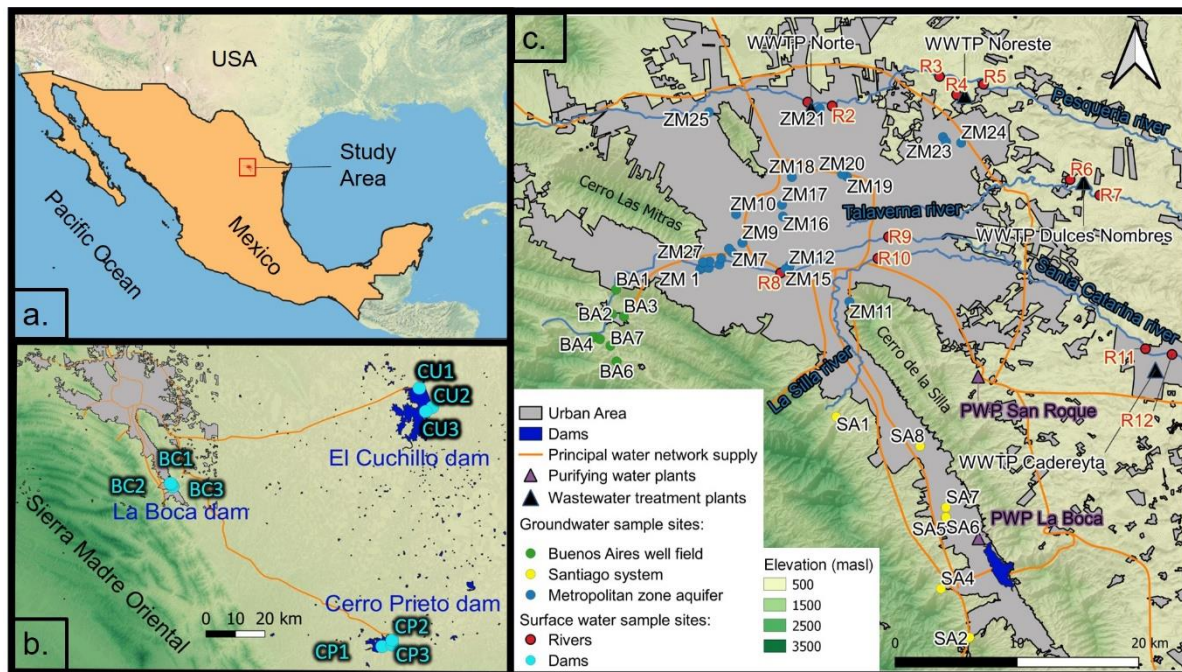 a.
USA
Study
Area
Mexico
Pacific Ocean
b.
CU1
CU2
CU3
El Cuchillo dam
BC1
BC2
BC3
La Boca dam
Sierra Madre Oriental
0 10 20 km
Cerro Prieto dam
CP2
CP1
CP3
c.
WWTP Norte
WWTP Noreste
R3
R4
R5
Pesqueria river
ZM25
ZM21
R2
ZM24
ZM23
ZM18
ZM20
ZM19
R6
R7
Cerro Las Mitras
ZM17
ZM10
ZM16
Talaverna river
WWTP Dulces Nombres
ZM9
R9
ZM27
ZM7
ZM12
R10
ZM 1
R8
ZM15
Santa Catarina river
BA1
BA3
BA2
ZM11
BA7
BA4
BA6
Cerro de la Silla
R11
La Silla river
PWP San Roque
R12
SA1
SA8
WWTP Cadereyta
SA7
SA5
SA6
PWP La Boca
SA4
SA2
0 10 20 km
Urban Area
Dams
Principal water network supply
Purifying water plants
Wastewater treatment plants
Groundwater sample sites:
Buenos Aires well field
Santiago system
Metropolitan zone aquifer
Surface water sample sites:
Rivers
Dams
Elevation (masl)
500
1500
2500
3500